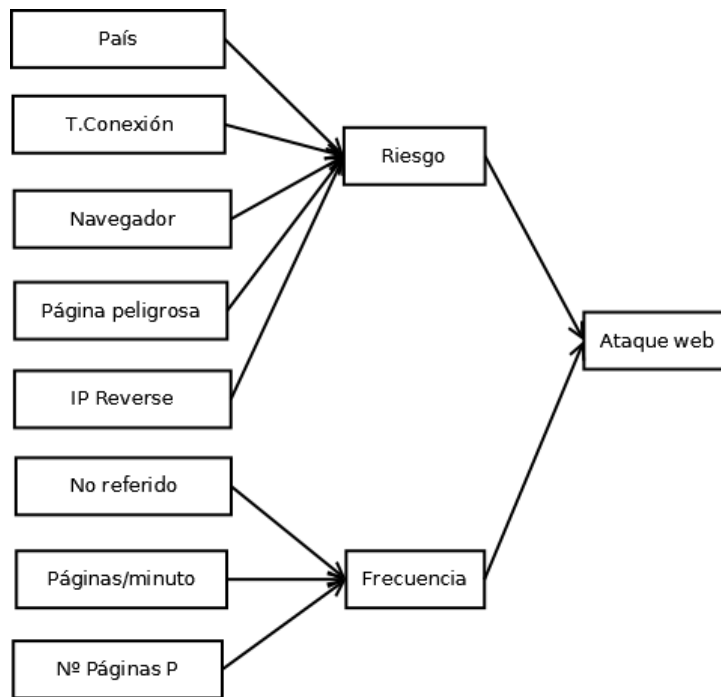 País
T.Conexión
Navegador
Página peligrosa
IP Reverse
No referido
Páginas/minuto
Nº Páginas P
Riesgo
Frecuencia
Ataque web